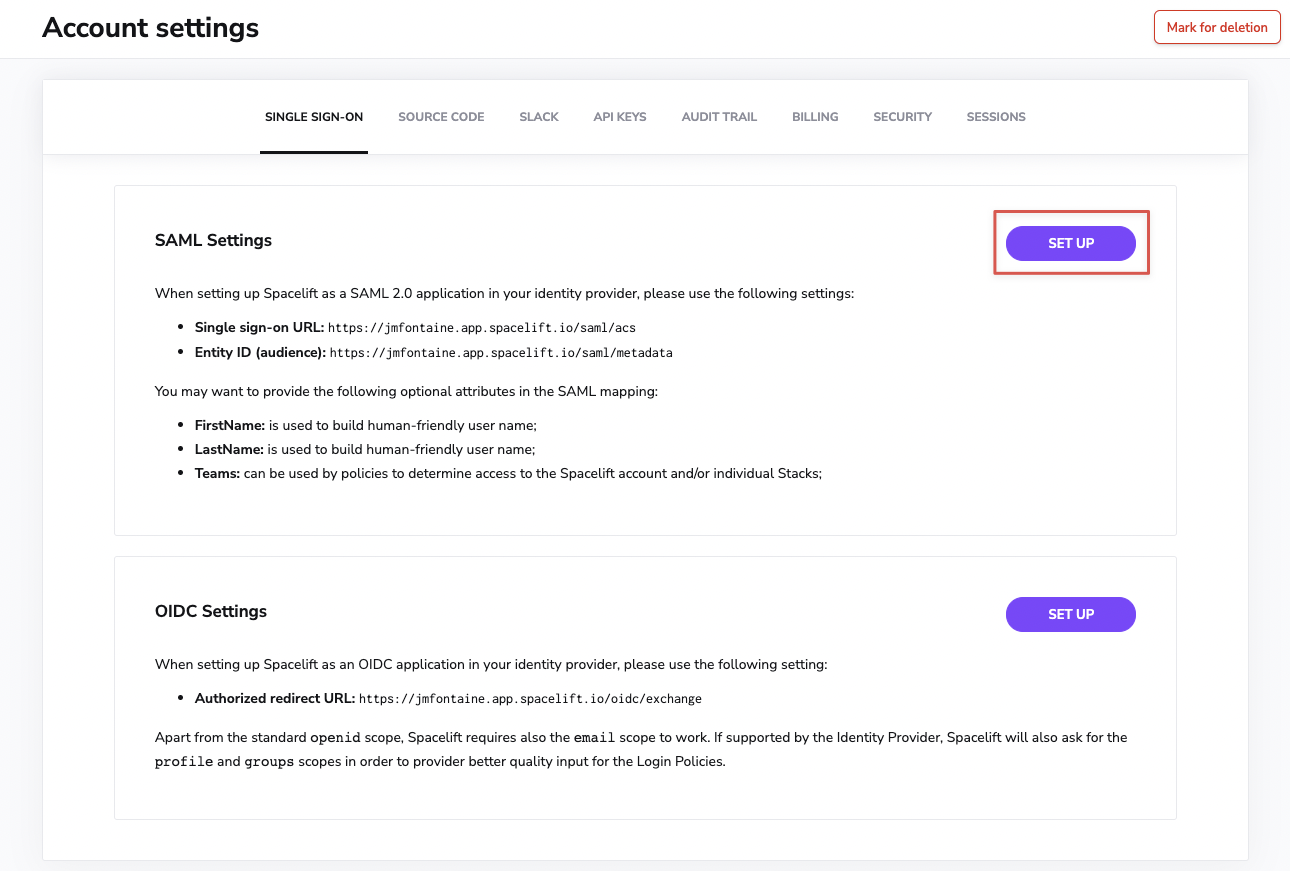 Account settings
Mark for deletion
SINGLE SIGN-ON SOURCE CODE SLACK API KEYS AUDIT TRAIL BILLING SECURITY SESSIONS
SAML Settings
SET UP
When setting up Spacelift as a SAML 2.0 application in your identity provider, please use the following settings:
• Single sign-on URL: https://jmfontaine.app.spacelift.io/saml/acs
• Entity ID (audience): https://jmfontaine.app.spacelift.io/saml/metadata
You may want to provide the following optional attributes in the SAML mapping:
• FirstName: is used to build human-friendly user name;
• LastName: is used to build human-friendly user name;
• Teams: can be used by policies to determine access to the Spacelift account and/or individual Stacks;
OIDC Settings
SET UP
When setting up Spacelift as an OIDC application in your identity provider, please use the following setting:
• Authorized redirect URL: https://jmfontaine.app.spacelift.io/oidc/exchange
Apart from the standard openid scope, Spacelift requires also the email scope to work. If supported by the Identity Provider, Spacelift will also ask for the
profile and groups scopes in order to provider better quality input for the Login Policies.